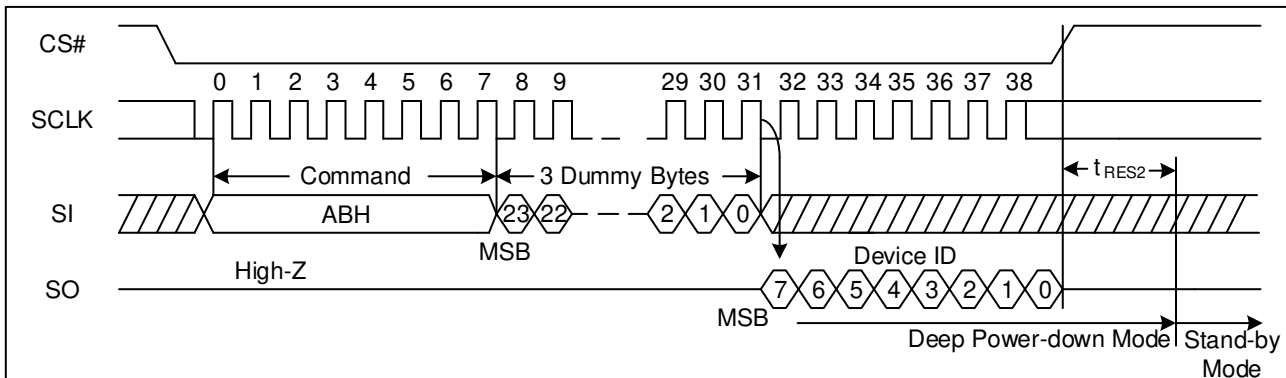 CS#
0 1 2 3 4 5 6 7 8 9 29 30 31 32 33 34 35 36 37 38
SCLK
Command 3 Dummy Bytes tRES2
SI ABH 23 22 2 1 0
MSB Device ID
High-Z
SO 7 6 5 4 3 2 1 0
MSB
Deep Power-down Mode Stand-by
Mode